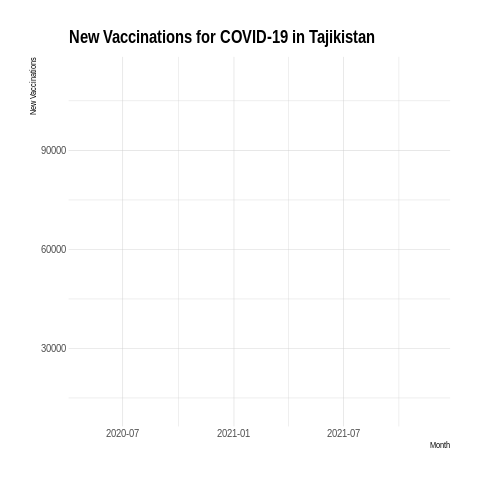 New Vaccinations for COVID-19 in Tajikistan
New Vaccinations
90000
60000
30000
2020-07 2021-01 2021-07
Month